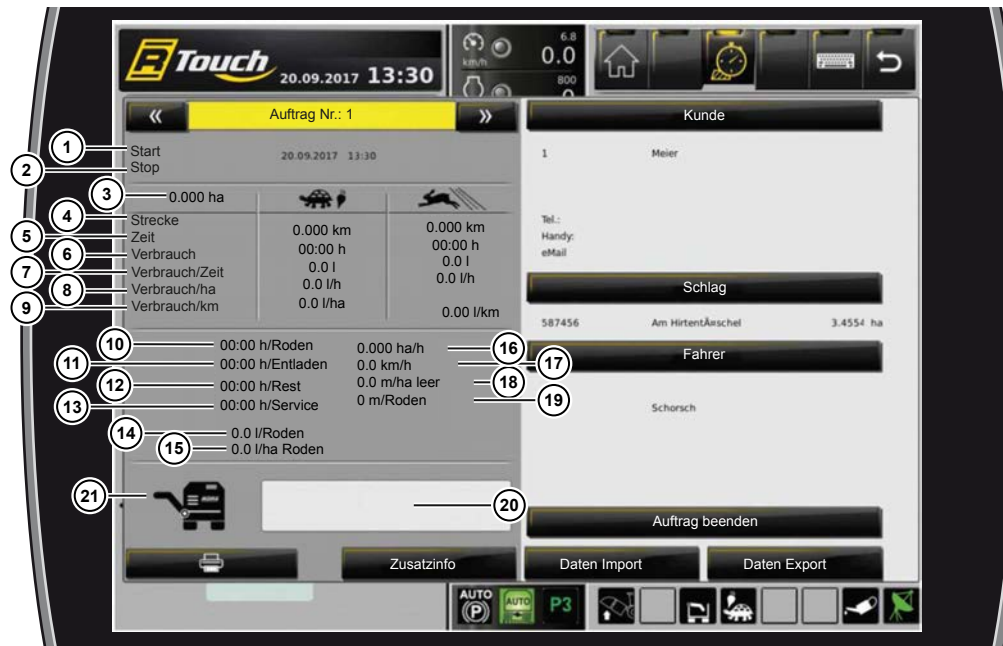 R Touch 20.09.2017 13:30
km/h
6.8
0.0
800
Auftrag Nr.: 1
Kunde
1 Start 20.09.2017 13:30
2 Stop
1 Meier
3 0.000 ha
4 Strecke 0.000 km 0.000 km
5 Zeit 00:00 h 00:00 h
6 Verbrauch 0.0 l 0.0 l
7 Verbrauch/Zeit 0.0 l/h 0.0 l/h
8 Verbrauch/ha 0.0 l/ha
9 Verbrauch/km 0.00 l/km
Tel.:
Handy:
eMail
Schlag
587456 Am HirtentÄ¤schel 3.4554 ha
10 00:00 h/Roden 0.000 ha/h 16
11 00:00 h/Entladen 0.0 km/h 17
12 00:00 h/Rest 0.0 m/ha leer 18
13 00:00 h/Service 0 m/Roden 19
14 0.0 l/Roden
15 0.0 l/ha Roden
Fahrer
Schorsch
21
20
Auftrag beenden
Zusatzinfo
Daten Import
Daten Export
AUTO
(P)
AUTO
P3